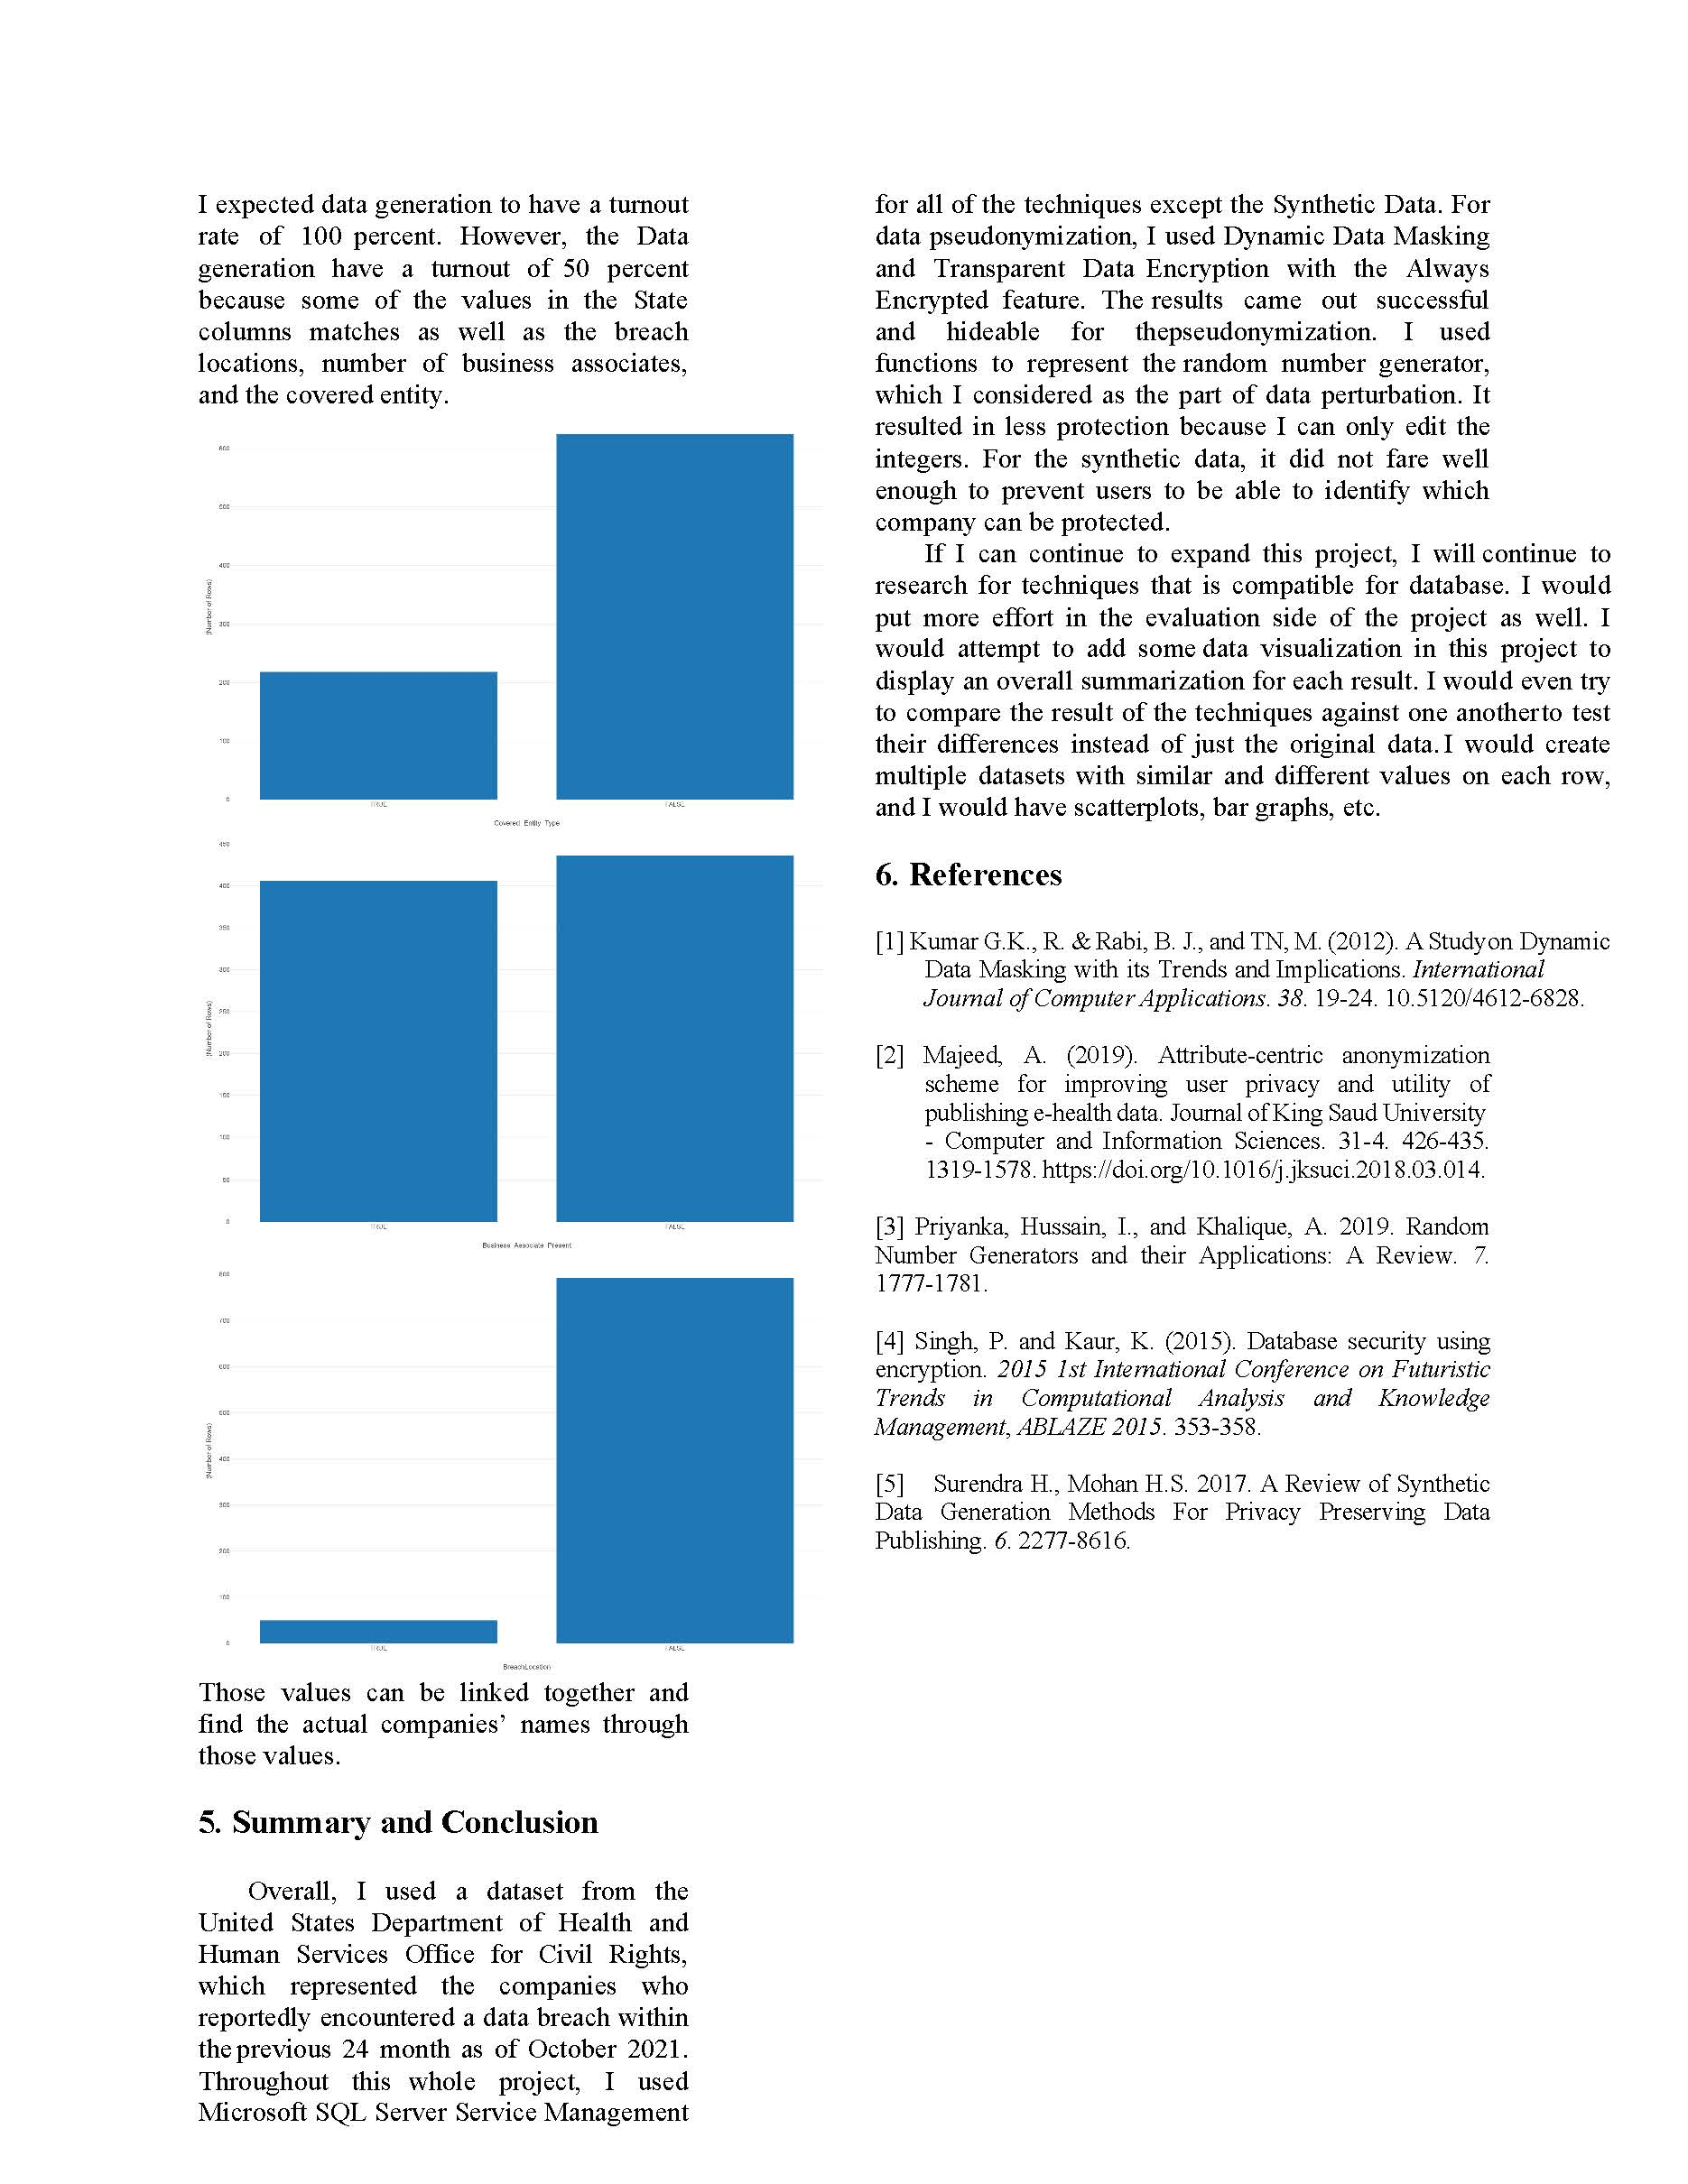 I expected data generation to have a turnout
rate of 100 percent. However, the Data
generation have a turnout of 50 percent
because some of the values in the State
columns matches as well as the breach
locations, number of business associates,
and the covered entity.
600
500
400
300
200
100
0
(Number of Rows)
TRUE
FALSE
Covered Entity Type
450
400
350
300
250
200
150
100
50
0
(Number of Rows)
TRUE
FALSE
Business Associate Present
800
700
600
500
400
300
200
100
0
(Number of Rows)
TRUE
FALSE
BreachLocation
Those values can be linked together and
find the actual companies’ names through
those values.
5. Summary and Conclusion
Overall, I used a dataset from the
United States Department of Health and
Human Services Office for Civil Rights,
which represented the companies who
reportedly encountered a data breach within
the previous 24 month as of October 2021.
Throughout this whole project, I used
Microsoft SQL Server Service Management
for all of the techniques except the Synthetic Data. For
data pseudonymization, I used Dynamic Data Masking
and Transparent Data Encryption with the Always
Encrypted feature. The results came out successful
and hideable for thepseudonymization. I used
functions to represent the random number generator,
which I considered as the part of data perturbation. It
resulted in less protection because I can only edit the
integers. For the synthetic data, it did not fare well
enough to prevent users to be able to identify which
company can be protected.
If I can continue to expand this project, I will continue to
research for techniques that is compatible for database. I would
put more effort in the evaluation side of the project as well. I
would attempt to add some data visualization in this project to
display an overall summarization for each result. I would even try
to compare the result of the techniques against one anotherto test
their differences instead of just the original data. I would create
multiple datasets with similar and different values on each row,
and I would have scatterplots, bar graphs, etc.
6. References
[1] Kumar G.K., R. & Rabi, B. J., and TN, M. (2012). A Studyon Dynamic
Data Masking with its Trends and Implications. International
Journal of Computer Applications. 38. 19-24. 10.5120/4612-6828.
[2] Majeed, A. (2019). Attribute-centric anonymization
scheme for improving user privacy and utility of
publishing e-health data. Journal of King Saud University
- Computer and Information Sciences. 31-4. 426-435.
1319-1578. https://doi.org/10.1016/j.jksuci.2018.03.014.
[3] Priyanka, Hussain, I., and Khalique, A. 2019. Random
Number Generators and their Applications: A Review. 7.
1777-1781.
[4] Singh, P. and Kaur, K. (2015). Database security using
encryption. 2015 1st International Conference on Futuristic
Trends in Computational Analysis and Knowledge
Management, ABLAZE 2015. 353-358.
[5] Surendra H., Mohan H.S. 2017. A Review of Synthetic
Data Generation Methods For Privacy Preserving Data
Publishing. 6. 2277-8616.